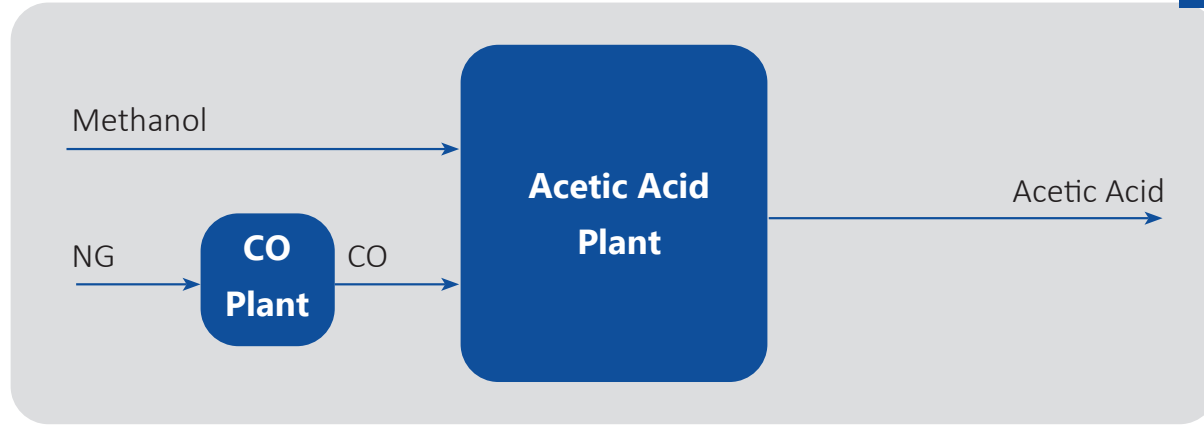 Methanol
Acetic Acid
Plant
Acetic Acid
NG
CO
Plant
CO